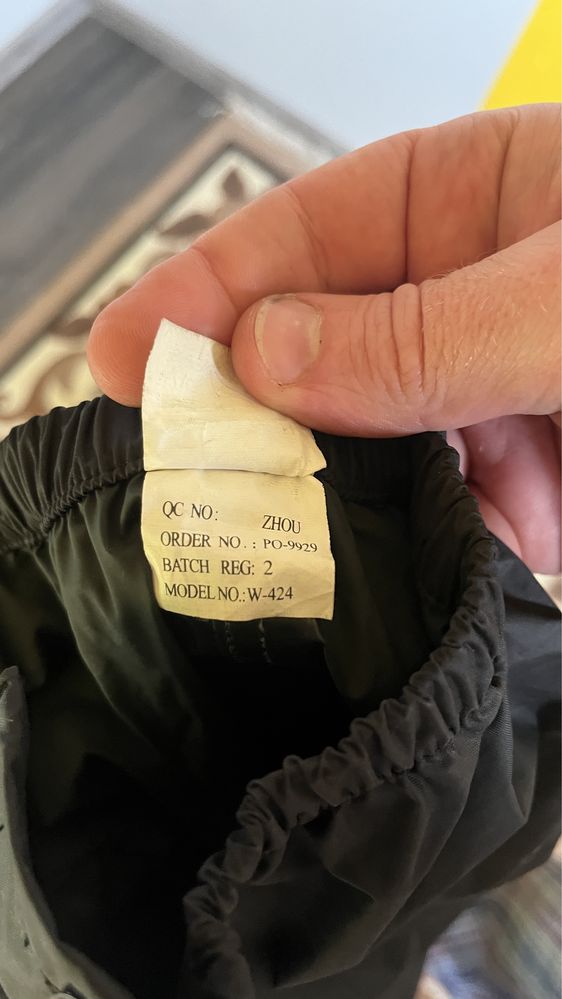 QC NO: ZHOU
ORDER NO.: PO-9929
BATCH REG: 2
MODEL NO.:W-424